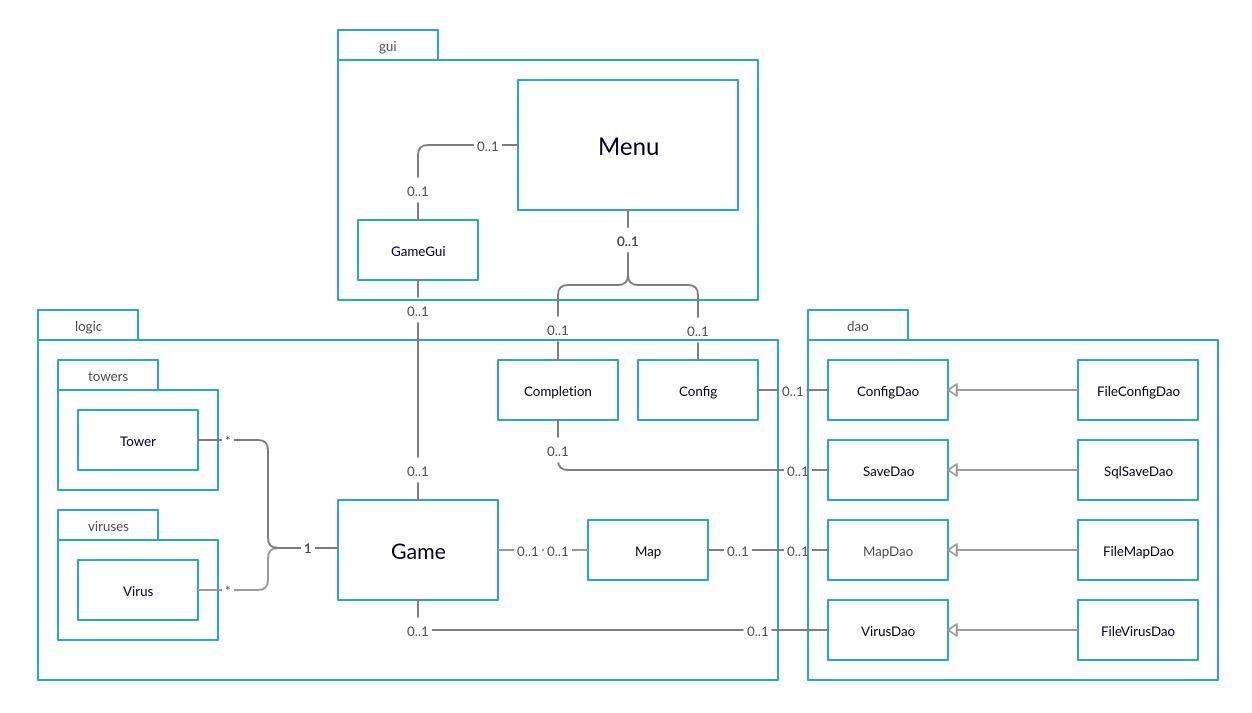 gui
Menu
0..1
0..1
GameGui
0..1
0..1
logic
dao
0..1
0..1
towers
Completion
Config
0..1
ConfigDao
FileConfigDao
Tower
*
0..1
0..1
0..1
SaveDao
SqlSaveDao
viruses
1
Game
0..1
0..1
Map
0..1
0..1
MapDao
FileMapDao
Virus
*
0..1
0..1
VirusDao
FileVirusDao